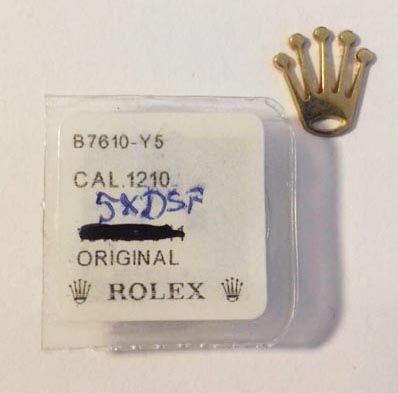 B7610-Y5
CAL.1210
5XDSF
ORIGINAL
ROLEX